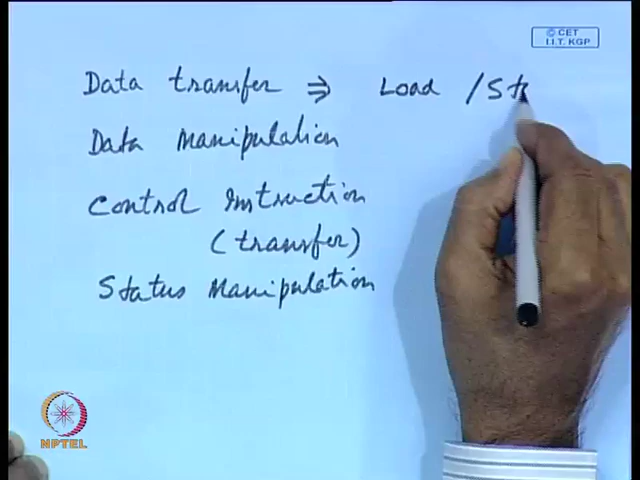 © CET
I.I.T. KGP
Data transfer ⇒ Load / St
Data Manipulation
Control Instruction
(transfer)
Status Manipulation
NPTEL